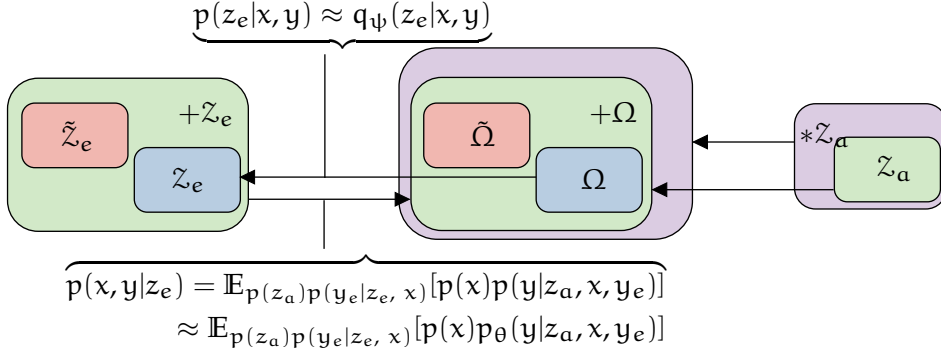 p(z_e|x, y) ≈ q_ψ(z_e|x, y)
+Z_e
Z̃_e
Z_e
+Ω
Ω̃
Ω
*Z_a
Z_a
p(x, y|z_e) = 𝔼_{p(z_a)p(y_e|z_e, x)}[p(x)p(y|z_a, x, y_e)]
≈ 𝔼_{p(z_a)p(y_e|z_e, x)}[p(x)p_θ(y|z_a, x, y_e)]